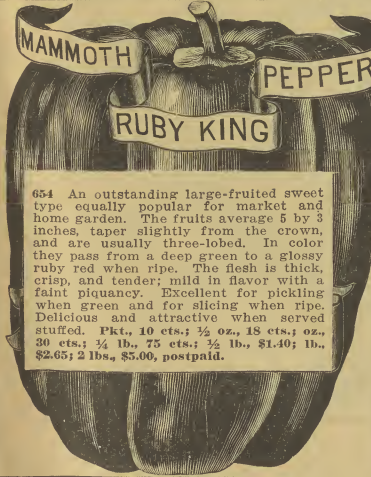 MAMMOTH
RUBY KING
PEPPER
654 An outstanding large-fruited sweet
type equally popular for market and
home garden. The fruits average 5 by 3
inches, taper slightly from the crown,
and are usually three-lobed. In color
they pass from a deep green to a glossy
ruby red when ripe. The flesh is thick,
crisp, and tender; mild in flavor with a
faint piquancy. Excellent for pickling
when green and for slicing when ripe.
Delicious and attractive when served
stuffed. Pkt., 10 cts.; ½ oz., 18 cts.; oz.,
30 cts.; ¼ lb., 75 cts.; ½ lb., $1.40; lb.,
$2.65; 2 lbs., $5.00, postpaid.